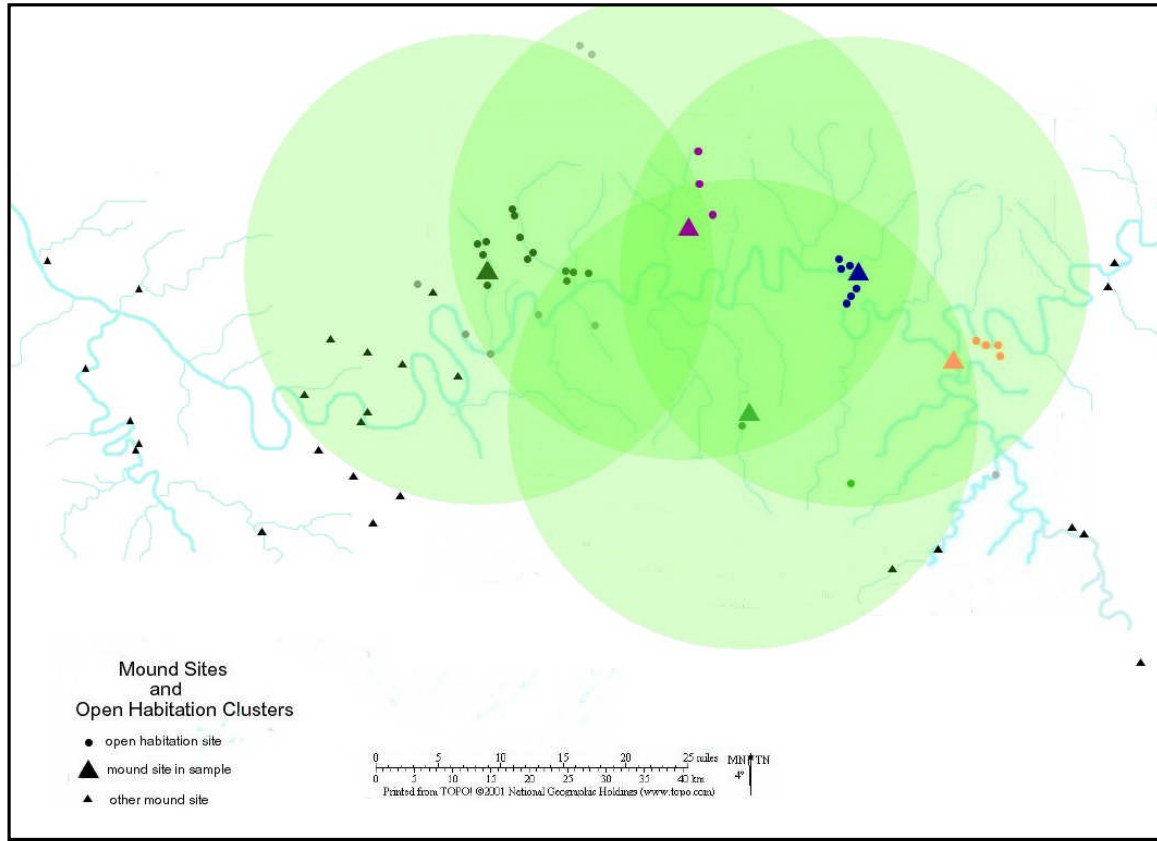 Mound Sites
and
Open Habitation Clusters
open habitation site
mound site in sample
other mound site
0 5 10 15 20 25 miles
0 5 10 15 20 25 30 35 40 km
Printed from TOPO! ©2001 National Geographic Holdings (www.topo.com)
MN TN
4°